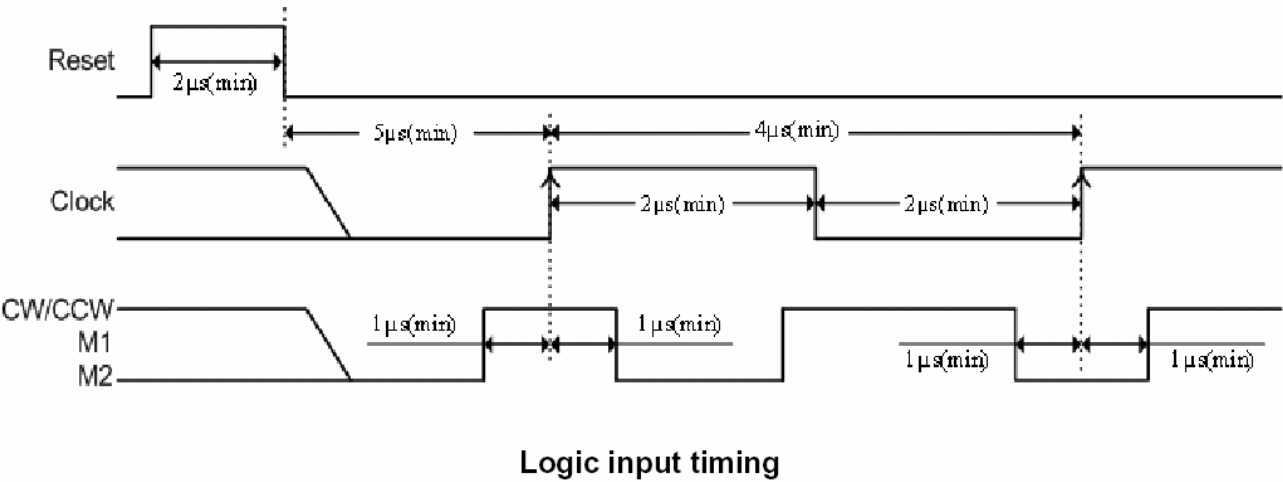 Reset
2μs(min)
5μs(min)
4μs(min)
Clock
2μs(min)
2μs(min)
CW/CCW
M1
M2
1μs(min)
1μs(min)
1μs(min)
1μs(min)
Logic input timing